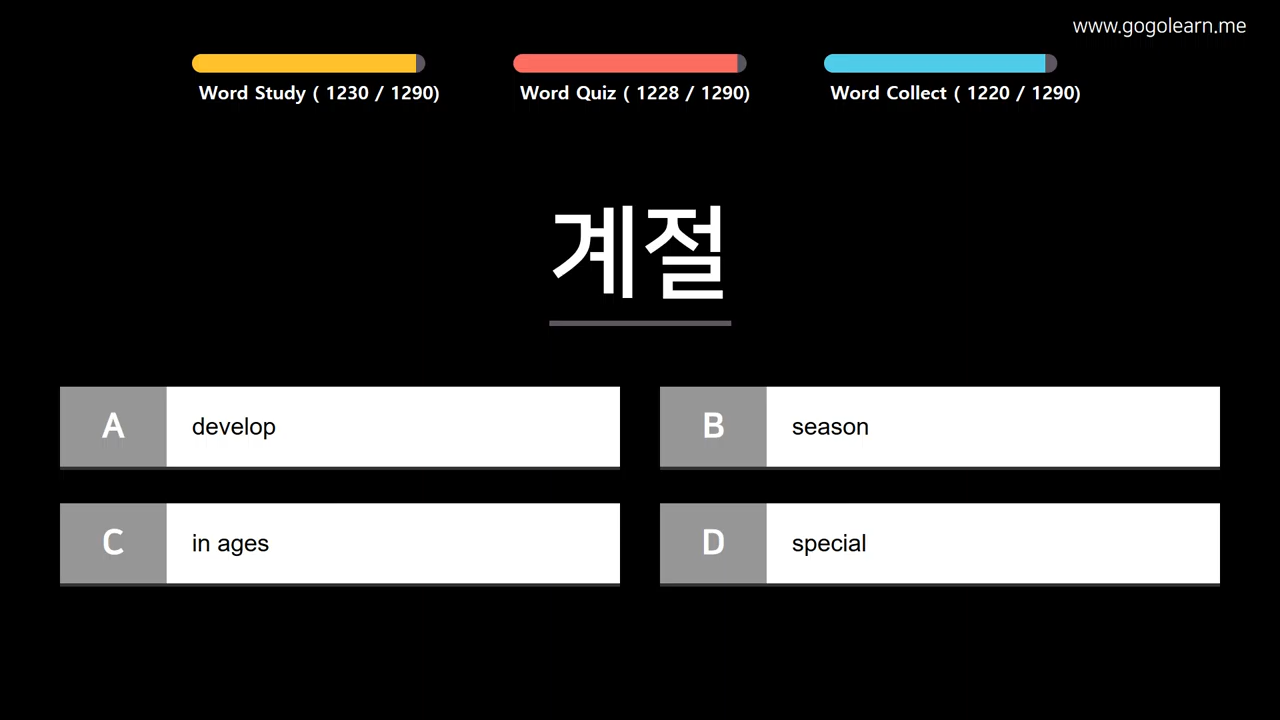 www.gogolearn.me
Word Study ( 1230 / 1290)
Word Quiz ( 1228 / 1290)
Word Collect ( 1220 / 1290)
계절
A develop
B season
C in ages
D special